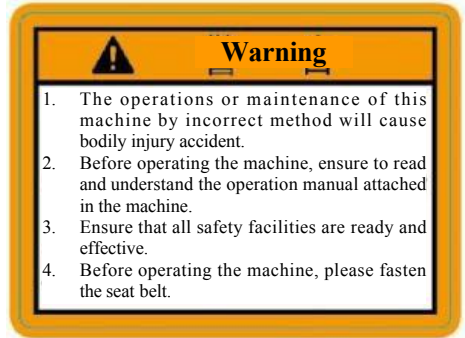 Warning
1. The operations or maintenance of this
machine by incorrect method will cause
bodily injury accident.
2. Before operating the machine, ensure to read
and understand the operation manual attached
in the machine.
3. Ensure that all safety facilities are ready and
effective.
4. Before operating the machine, please fasten
the seat belt.